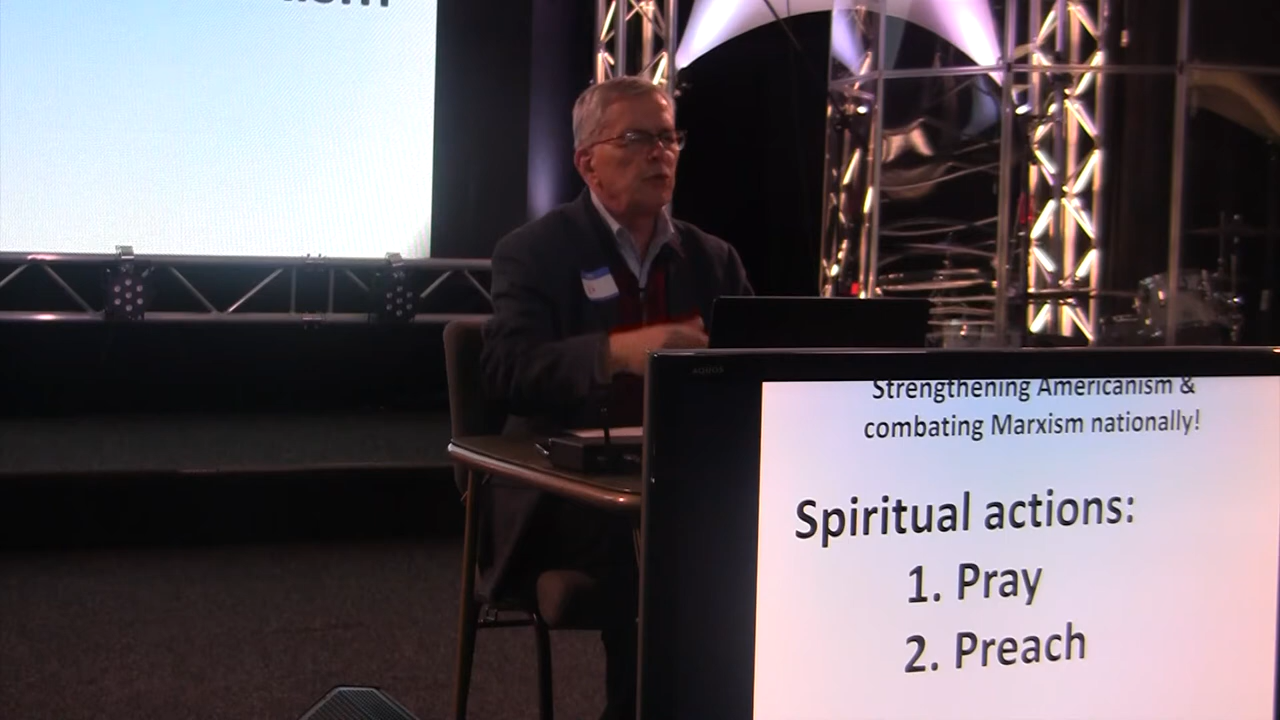 Strengthening Americanism &
combating Marxism nationally!
Spiritual actions:
1. Pray
2. Preach